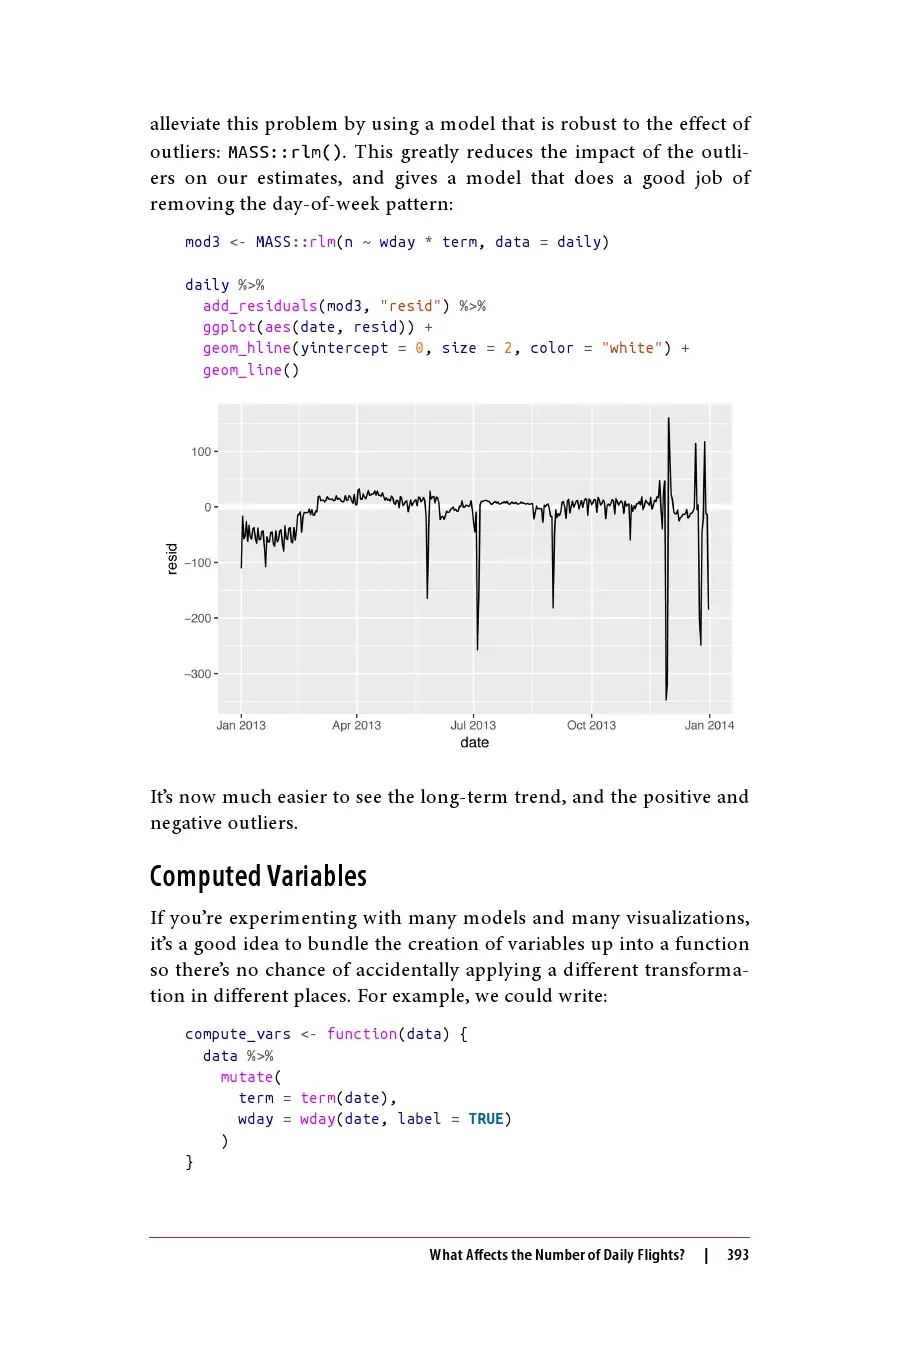 alleviate this problem by using a model that is robust to the effect of
outliers: MASS::rlm(). This greatly reduces the impact of the outli-
ers on our estimates, and gives a model that does a good job of
removing the day-of-week pattern:
mod3 <- MASS::rlm(n ~ wday * term, data = daily)
daily %>%
add_residuals(mod3, "resid") %>%
ggplot(aes(date, resid)) +
geom_hline(yintercept = 0, size = 2, color = "white") +
geom_line()
100
0
−100
−200
−300
resid
Jan 2013 Apr 2013 Jul 2013 Oct 2013 Jan 2014
date
It’s now much easier to see the long-term trend, and the positive and
negative outliers.
Computed Variables
If you’re experimenting with many models and many visualizations,
it’s a good idea to bundle the creation of variables up into a function
so there’s no chance of accidentally applying a different transforma-
tion in different places. For example, we could write:
compute_vars <- function(data) {
data %>%
mutate(
term = term(date),
wday = wday(date, label = TRUE)
)
}
What Affects the Number of Daily Flights? | 393